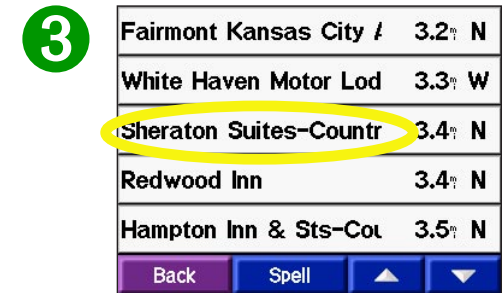 3
Fairmont Kansas City A 3.2 m N
White Haven Motor Lod 3.3 m W
Sheraton Suites-Countr 3.4 m N
Redwood Inn 3.4 m N
Hampton Inn & Sts-Cou 3.5 m N
Back Spell